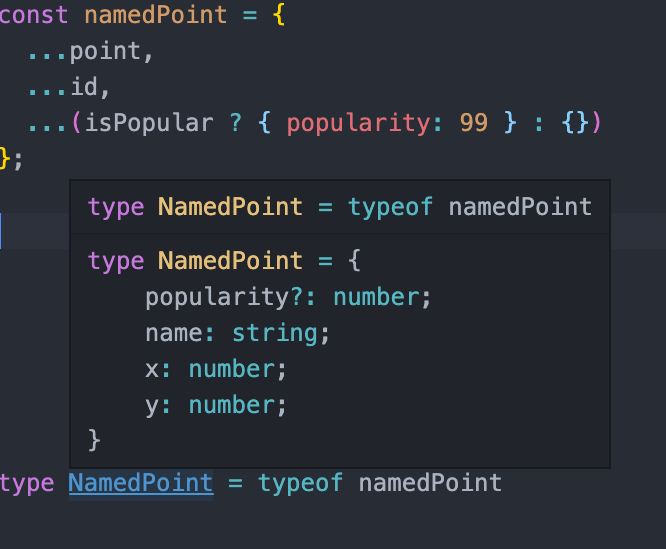 const namedPoint = {
...point,
...id,
...(isPopular ? { popularity: 99 } : {})
};
type NamedPoint = typeof namedPoint
type NamedPoint = {
popularity?: number;
name: string;
x: number;
y: number;
}
type NamedPoint = typeof namedPoint